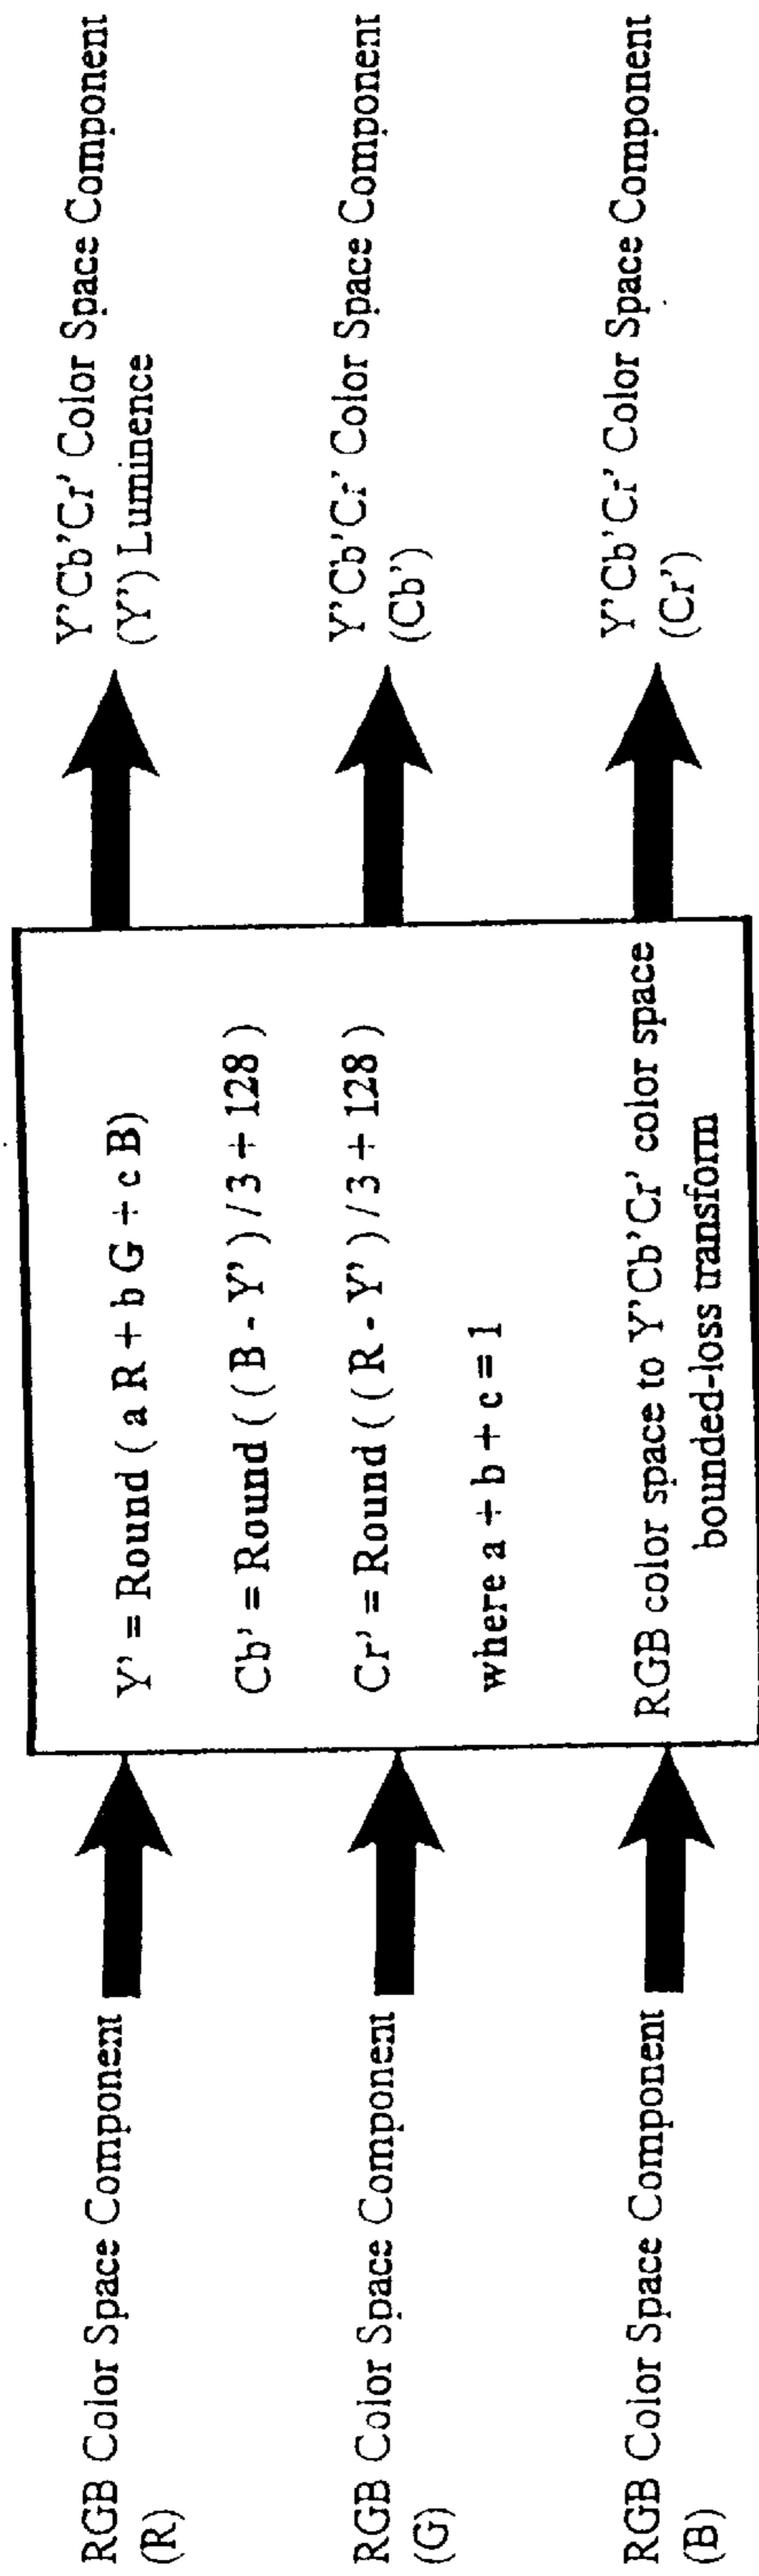 RGB Color Space Component
(R)
RGB Color Space Component
(G)
RGB Color Space Component
(B)
Y' = Round ( a R + b G + c B)
Cb' = Round ( ( B - Y' ) / 3 + 128 )
Cr' = Round ( ( R - Y' ) / 3 + 128 )
where a + b + c = 1
RGB color space to Y'Cb'Cr' color space
bounded-loss transform
Y'Cb'Cr' Color Space Component
(Y') Luminence
Y'Cb'Cr' Color Space Component
(Cb')
Y'Cb'Cr' Color Space Component
(Cr')